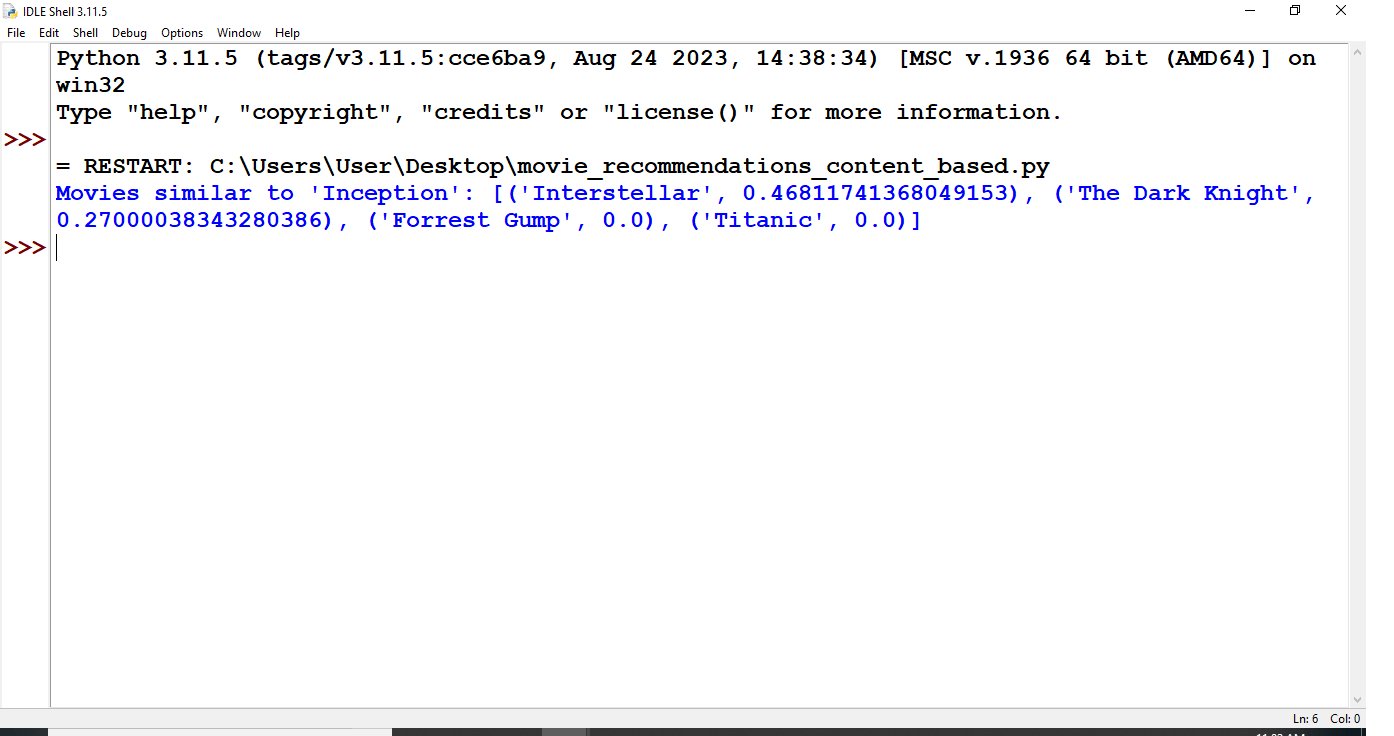 IDLE Shell 3.11.5
File Edit Shell Debug Options Window Help
Python 3.11.5 (tags/v3.11.5:cce6ba9, Aug 24 2023, 14:38:34) [MSC v.1936 64 bit (AMD64)] on
win32
Type "help", "copyright", "credits" or "license()" for more information.
>>>
= RESTART: C:\Users\User\Desktop\movie_recommendations_content_based.py
Movies similar to 'Inception': [('Interstellar', 0.46811741368049153), ('The Dark Knight',
0.27000038343280386), ('Forrest Gump', 0.0), ('Titanic', 0.0)]
>>>
Ln: 6 Col: 0